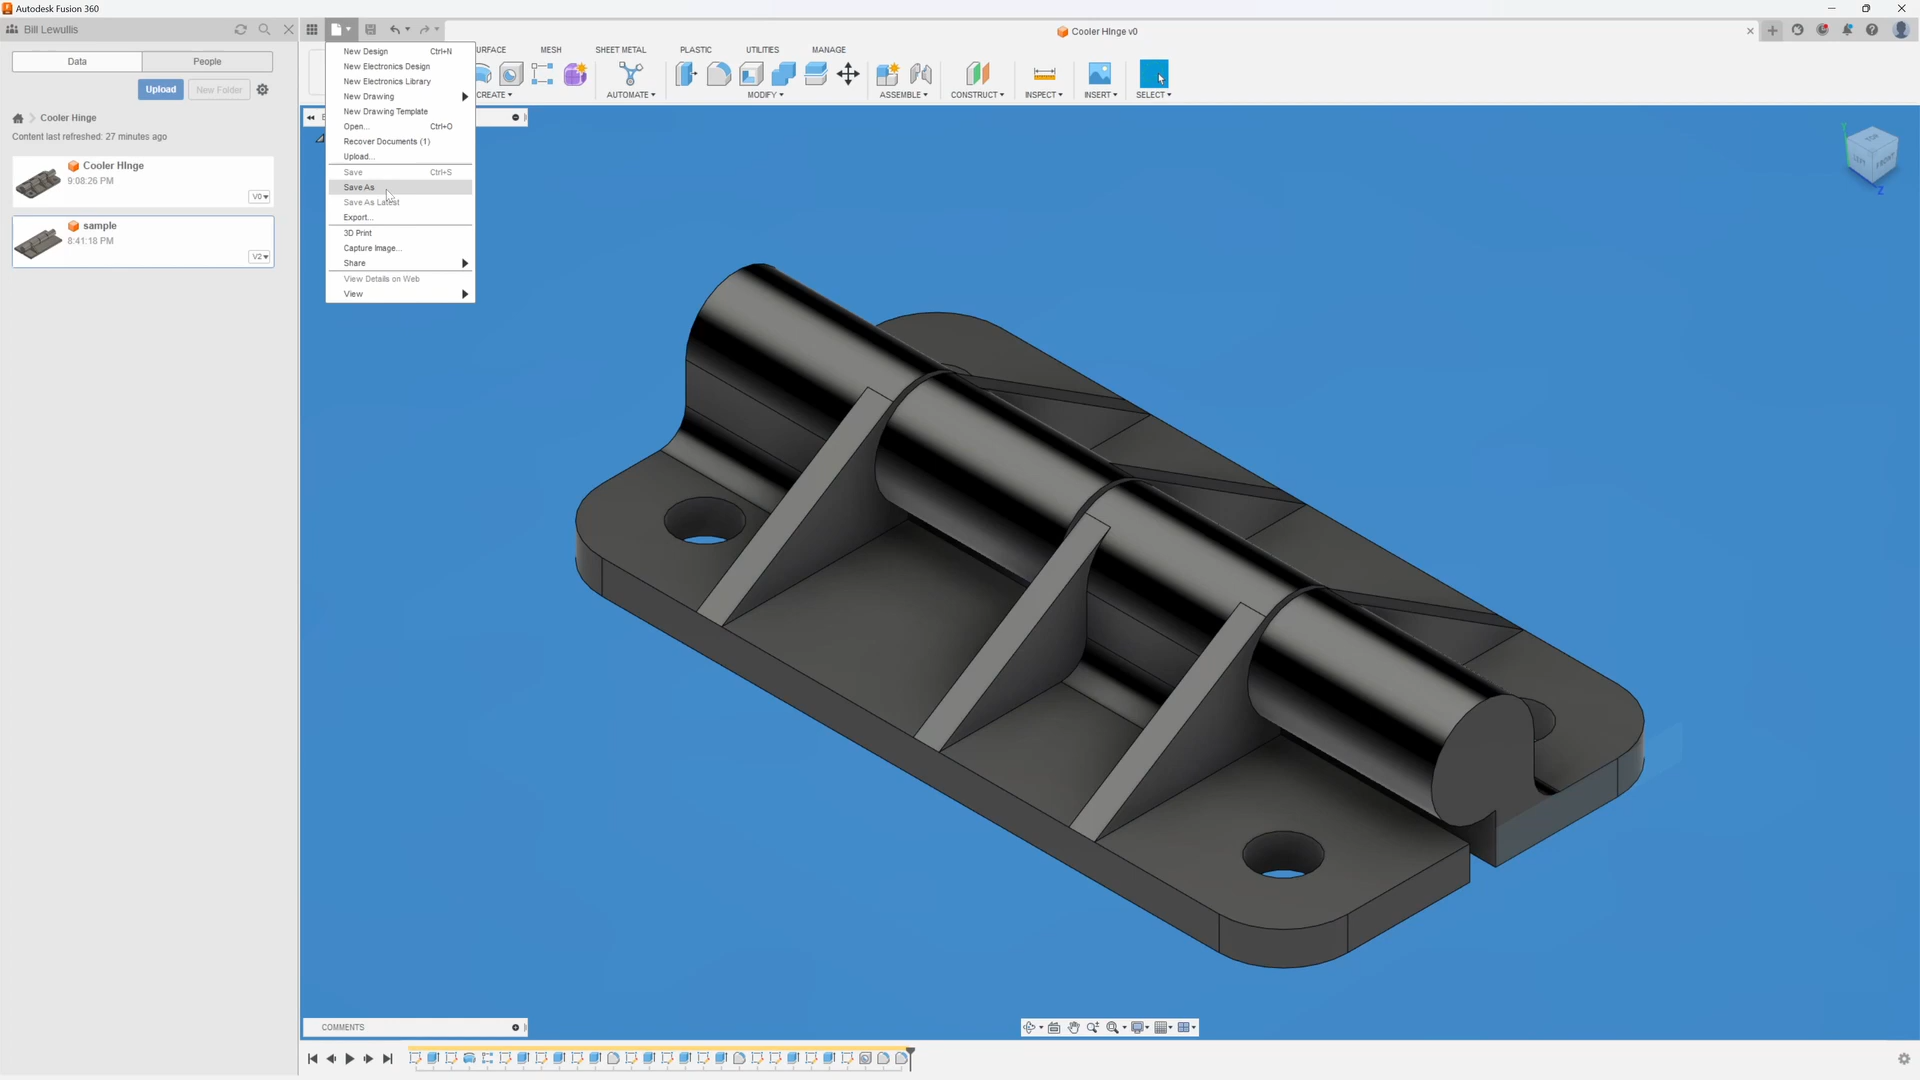 Autodesk Fusion 360
Bill Lewullis
Cooler HInge v0
Data
People
Upload
New Folder
Cooler Hinge
Content last refreshed: 27 minutes ago
Cooler HInge
9:08:26 PM
V0
sample
8:41:18 PM
V2
New Design Ctrl+N
New Electronics Design
New Electronics Library
New Drawing
New Drawing Template
Open... Ctrl+O
Recover Documents (1)
Upload...
Save Ctrl+S
Save As
Save As Latest
Export...
3D Print
Capture Image...
Share
View Details on Web
View
URFACE
MESH
SHEET METAL
PLASTIC
UTILITIES
MANAGE
CREATE
AUTOMATE
MODIFY
ASSEMBLE
CONSTRUCT
INSPECT
INSERT
SELECT
Y
TOP
LEFT
FRONT
Z
COMMENTS